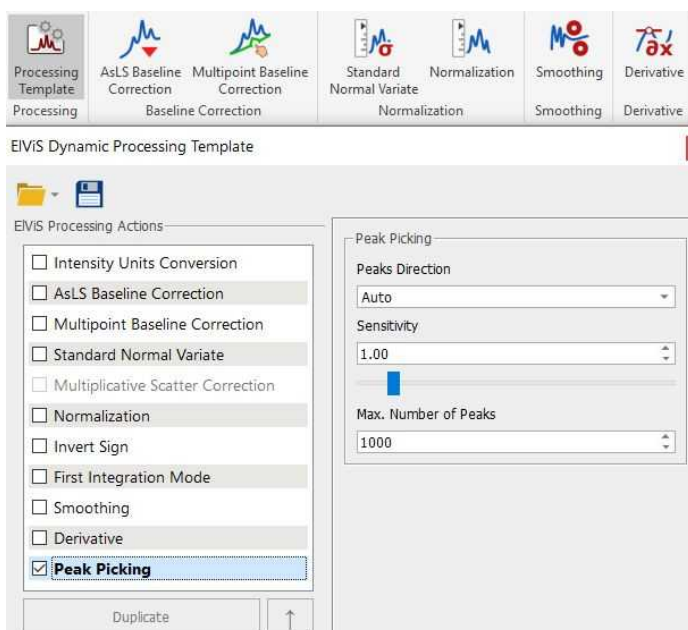 Processing Template
AsLS Baseline Correction
Multipoint Baseline Correction
Standard Normal Variate
Normalization
Smoothing
Derivative
Processing
Baseline Correction
Normalization
Smoothing
Derivative
ElViS Dynamic Processing Template
ElViS Processing Actions
Intensity Units Conversion
AsLS Baseline Correction
Multipoint Baseline Correction
Standard Normal Variate
Multiplicative Scatter Correction
Normalization
Invert Sign
First Integration Mode
Smoothing
Derivative
Peak Picking
Duplicate
Peak Picking
Peaks Direction
Auto
Sensitivity
1.00
Max. Number of Peaks
1000